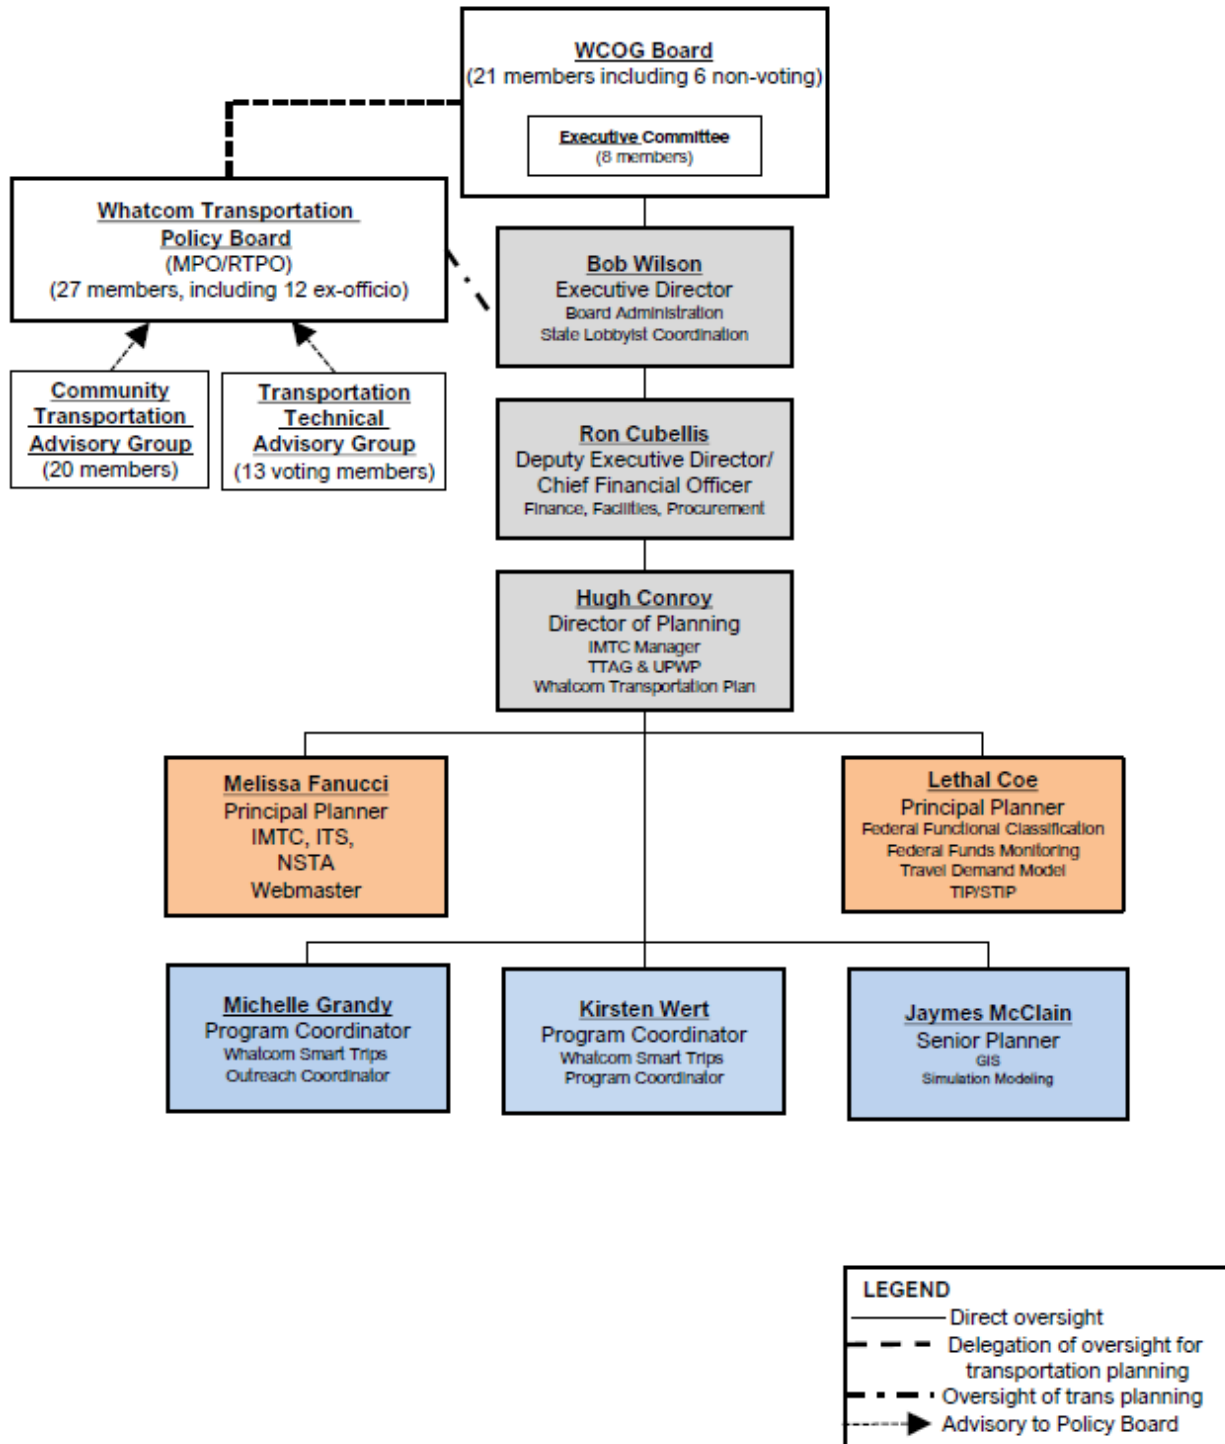 WCOG Board
(21 members including 6 non-voting)
Executive Committee
(8 members)
Whatcom Transportation
Policy Board
(MPO/RTPO)
(27 members, including 12 ex-officio)
Bob Wilson
Executive Director
Board Administration
State Lobbyist Coordination
Community
Transportation
Advisory Group
(20 members)
Transportation
Technical
Advisory Group
(13 voting members)
Ron Cubellis
Deputy Executive Director/
Chief Financial Officer
Finance, Facilities, Procurement
Hugh Conroy
Director of Planning
IMTC Manager
TTAG & UPWP
Whatcom Transportation Plan
Melissa Fanucci
Principal Planner
IMTC, ITS,
NSTA
Webmaster
Lethal Coe
Principal Planner
Federal Functional Classification
Federal Funds Monitoring
Travel Demand Model
TIP/STIP
Michelle Grandy
Program Coordinator
Whatcom Smart Trips
Outreach Coordinator
Kirsten Wert
Program Coordinator
Whatcom Smart Trips
Program Coordinator
Jaymes McClain
Senior Planner
GIS
Simulation Modeling
LEGEND
Direct oversight
Delegation of oversight for
transportation planning
Oversight of trans planning
Advisory to Policy Board